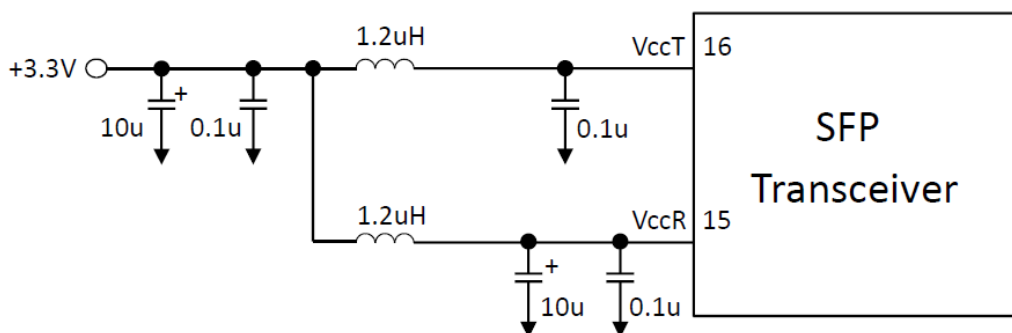 1.2uH
VccT
16
+3.3V
+
10u
0.1u
0.1u
SFP
Transceiver
1.2uH
VccR
15
+
10u
0.1u